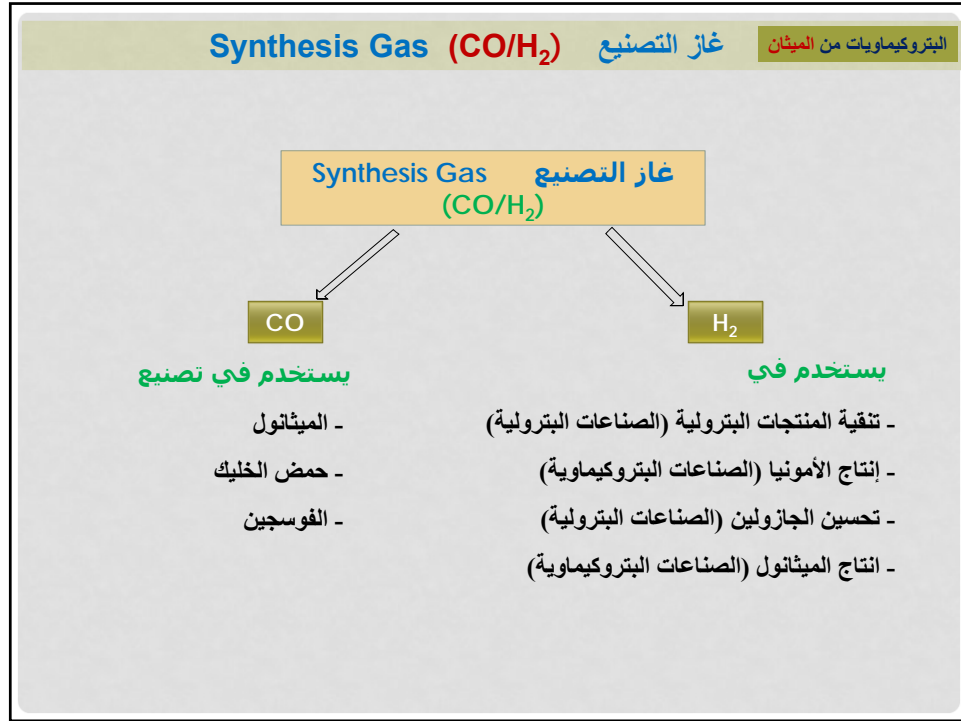 البتروكيماويات من الميثان
غاز التصنيع Synthesis Gas (CO/H₂)
غاز التصنيع Synthesis Gas
(CO/H₂)
H₂
يستخدم في
- تنقية المنتجات البترولية (الصناعات البترولية)
- إنتاج الأمونيا (الصناعات البتروكيماوية)
- تحسين الجازولين (الصناعات البترولية)
- انتاج الميثانول (الصناعات البتروكيماوية)
CO
يستخدم في تصنيع
- الميثانول
- حمض الخليك
- الفوسجين